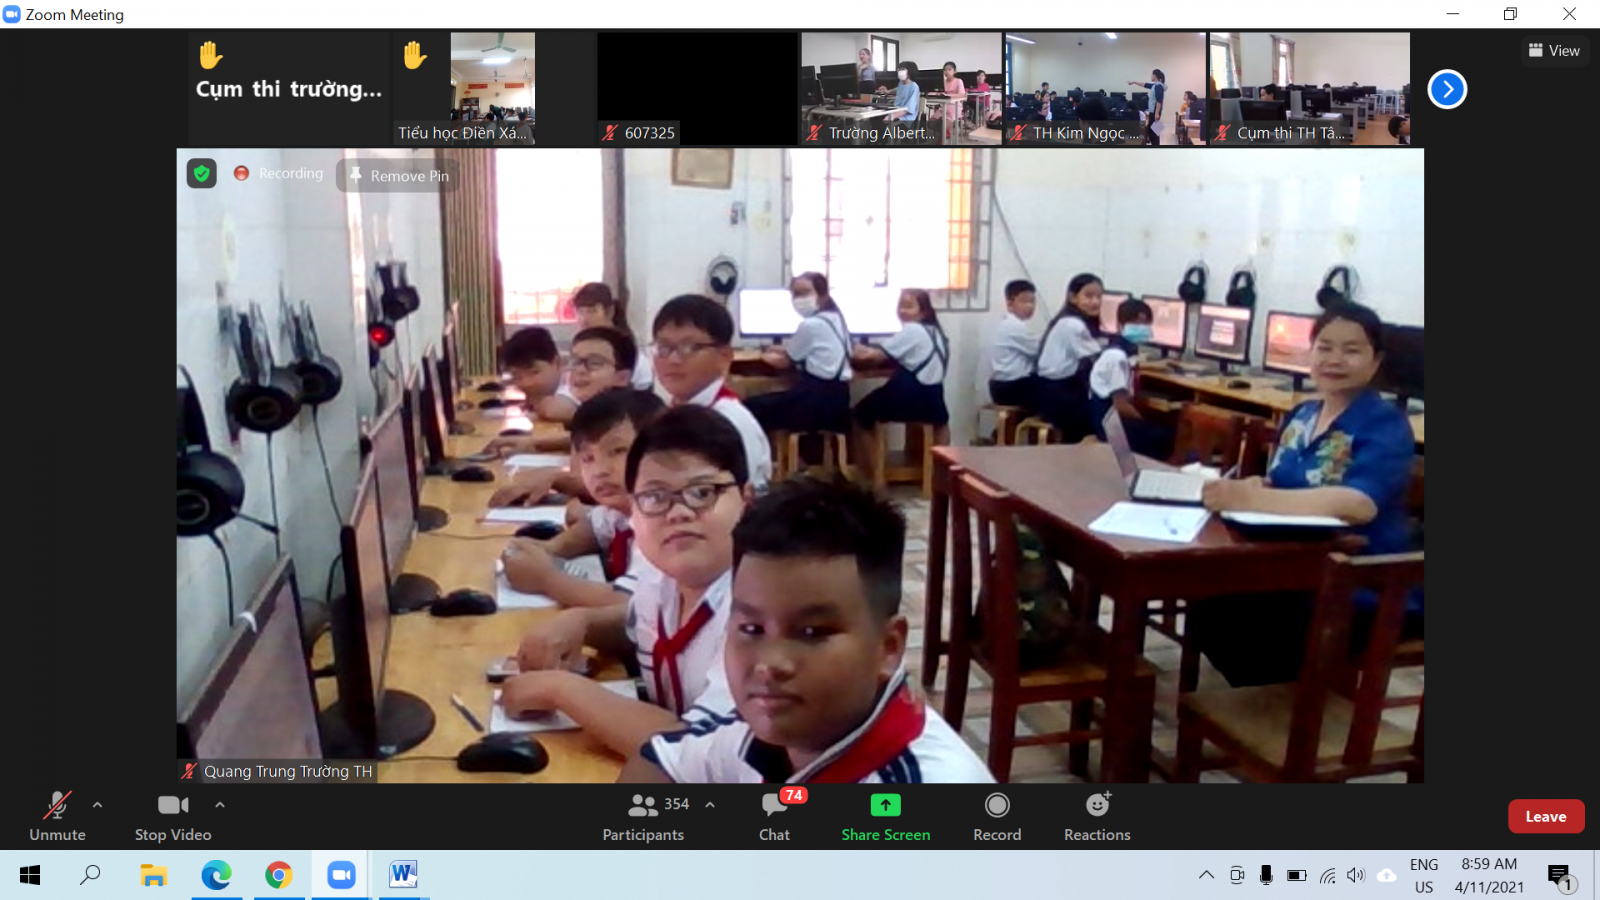 Zoom Meeting
View
Cụm thi trường...
Tiểu học Điền Xá...
607325
Trường Albert...
TH Kim Ngọc ...
Cụm thi TH Tâ...
Recording
Remove Pin
Quang Trung Trường TH
Unmute
Stop Video
354
Participants
74
Chat
Share Screen
Record
Reactions
Leave
ENG
US
8:59 AM
4/11/2021
1